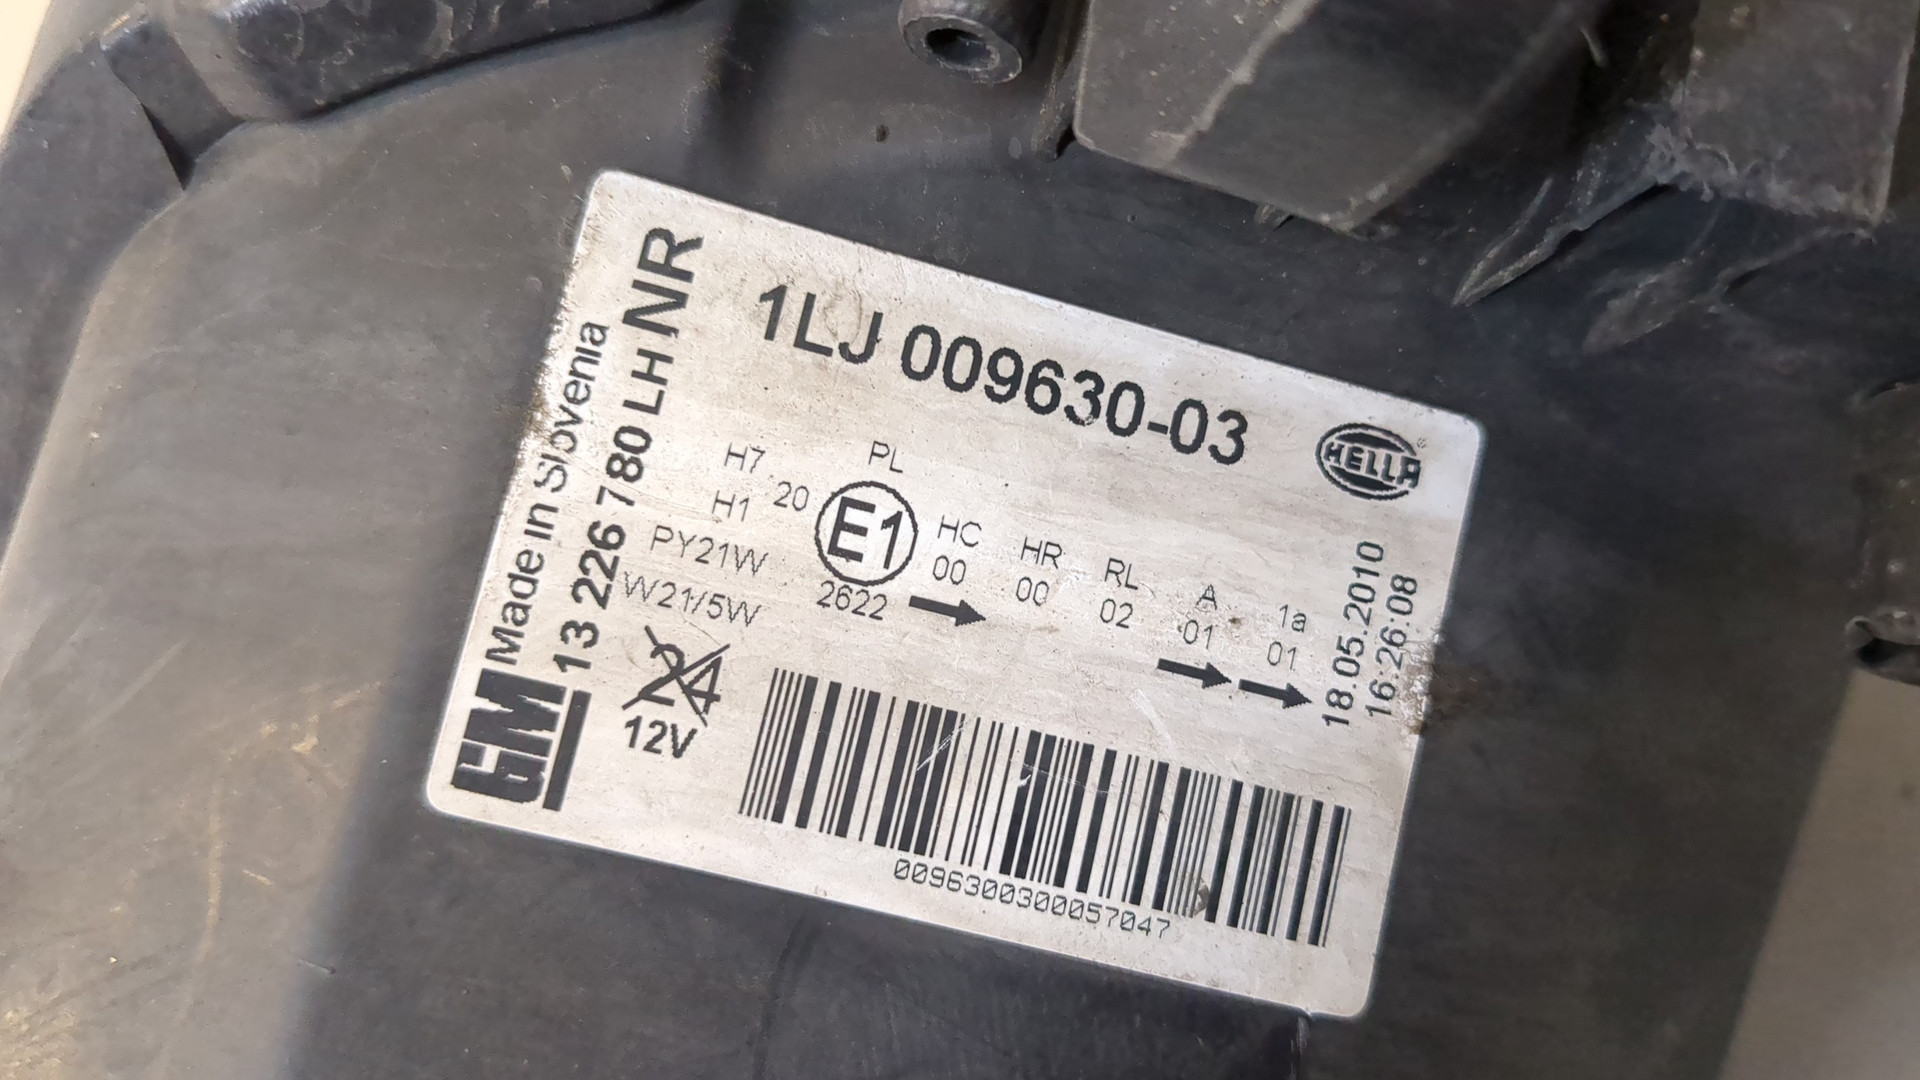 1LJ 009630-03
HELLA
NR
13 226 780 LH
Made in Slovenia
GM
H7
H1
PY21W
W21/5W
24
12V
PL
20
E1
2622
HC
00
HR
00
RL
02
A
01
1a
01
18.05.2010
16:26:08
0096300300057047